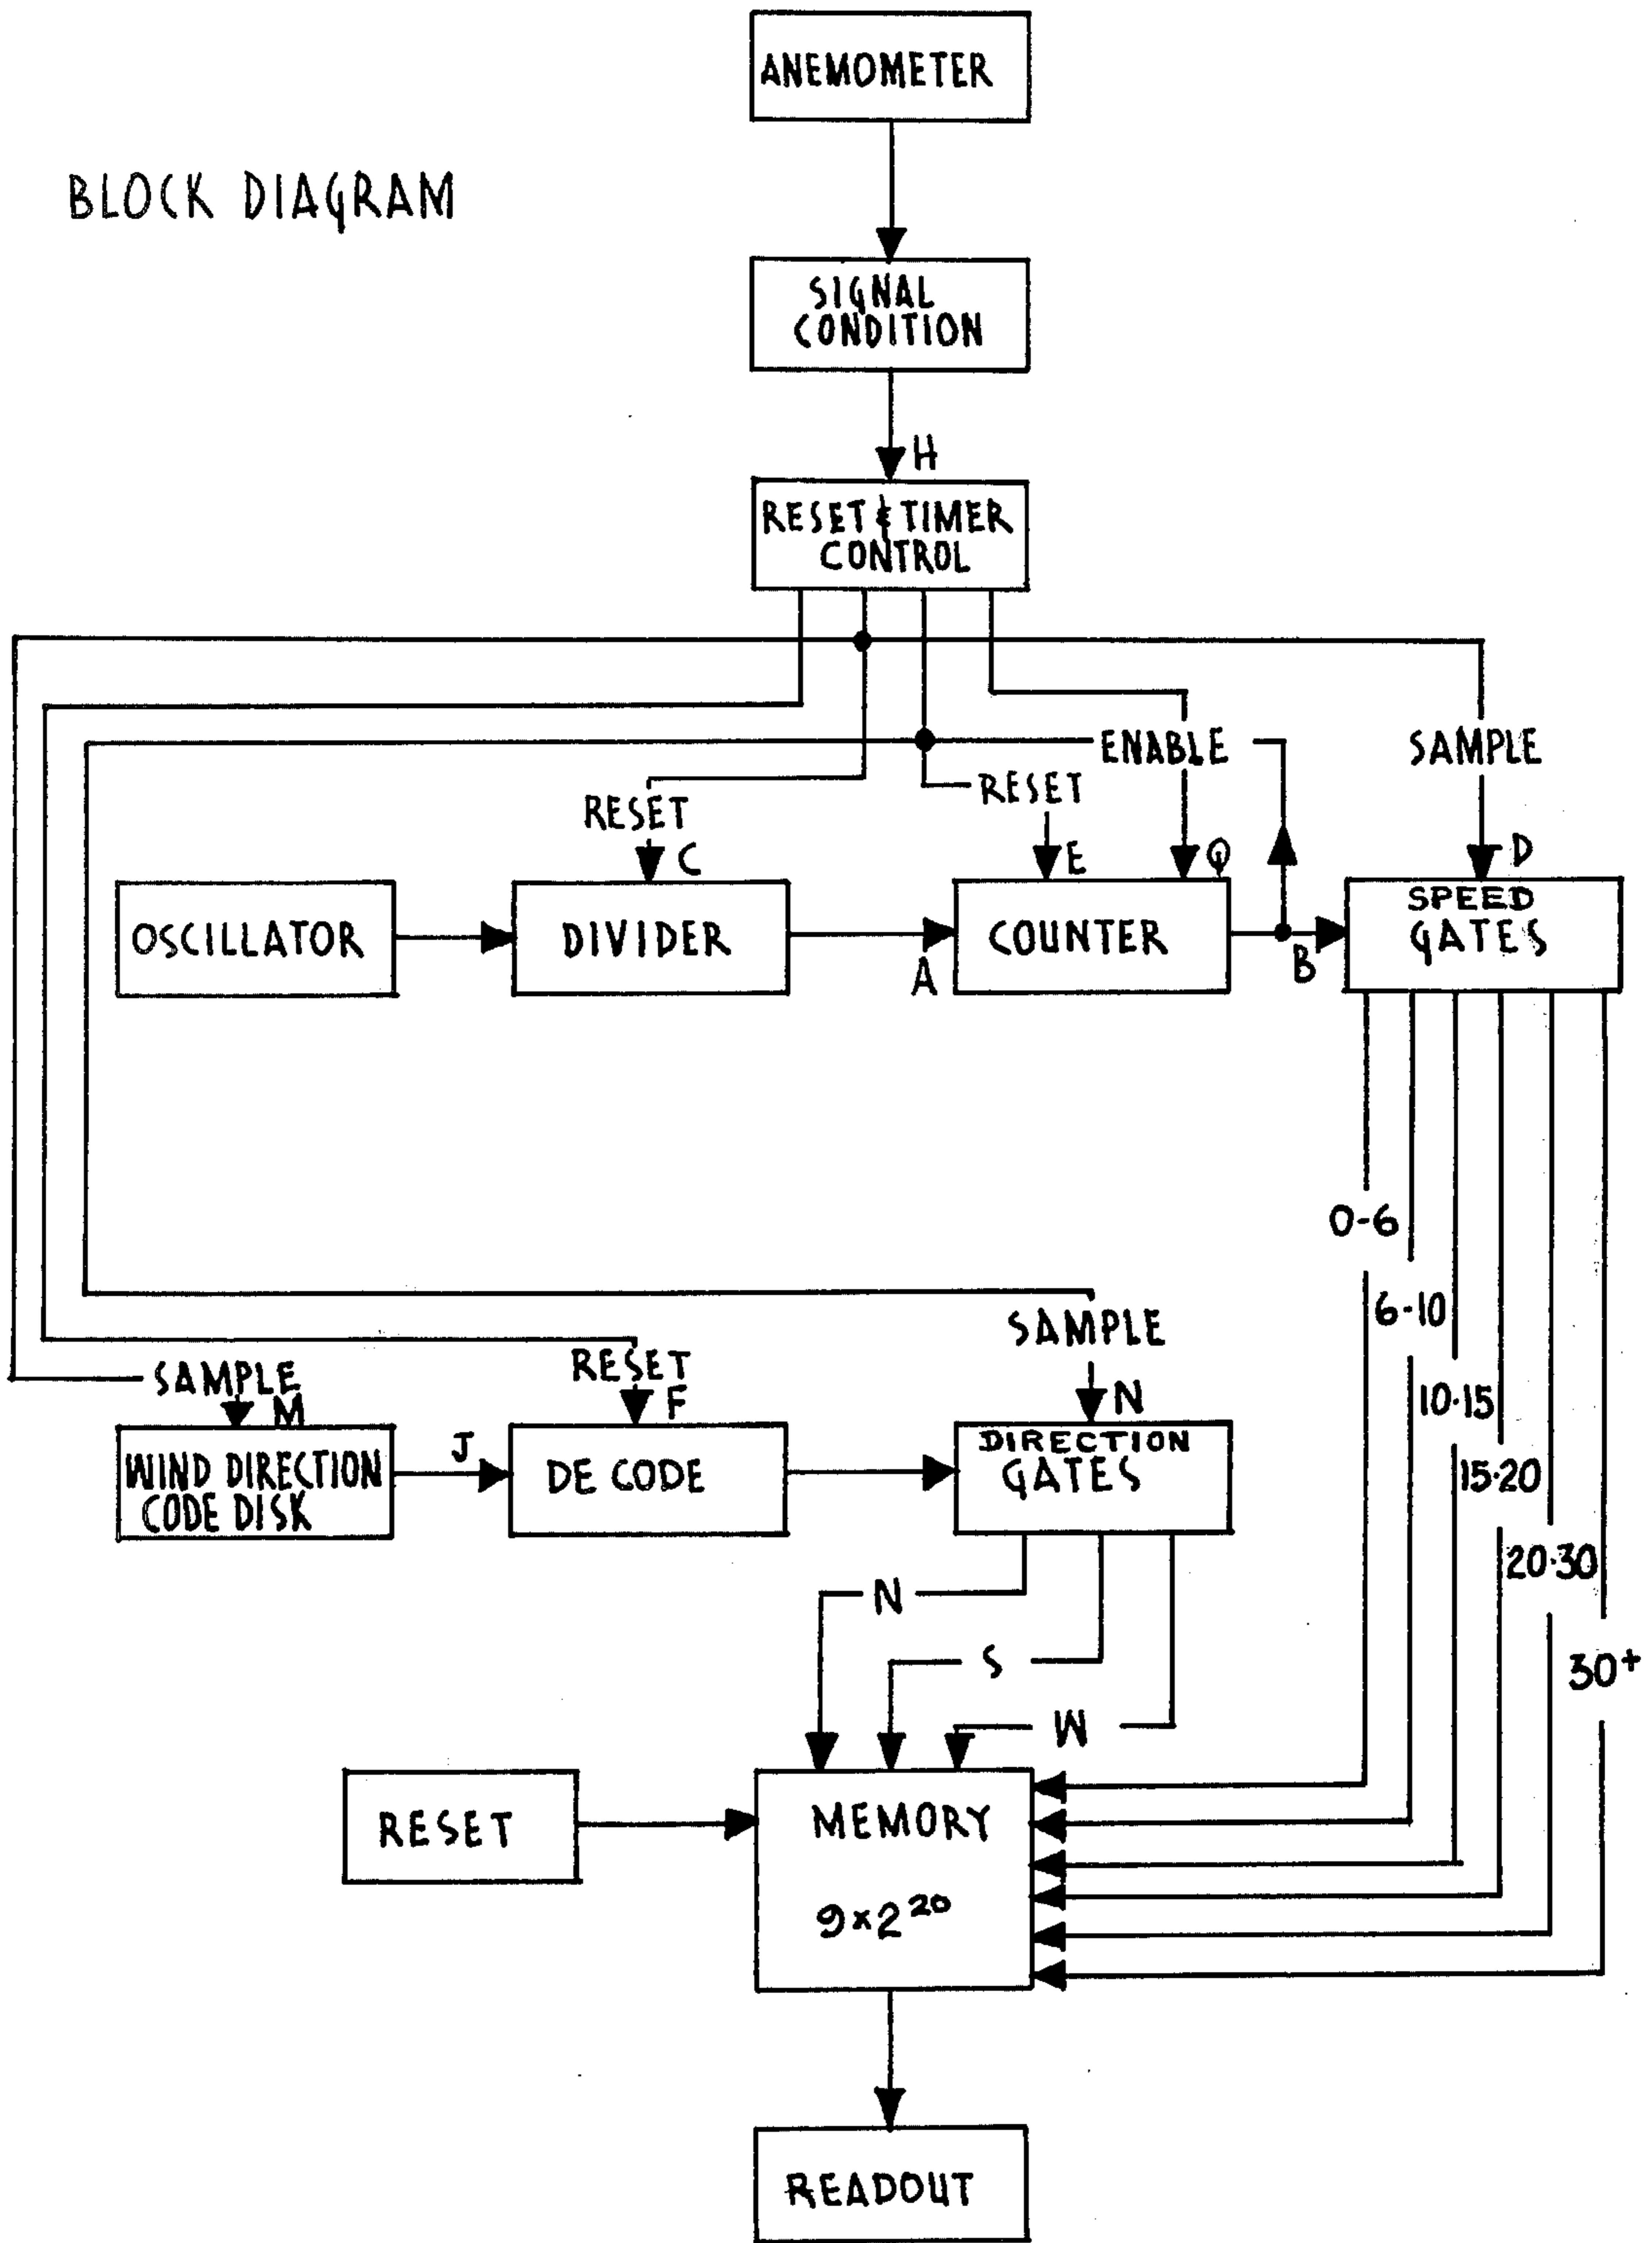 ANEMOMETER
BLOCK DIAGRAM
SIGNAL
CONDITION
H
RESET & TIMER
CONTROL
ENABLE
SAMPLE
RESET
RESET
C
E
Q
D
OSCILLATOR
DIVIDER
A
COUNTER
B
SPEED
GATES
0-6
6-10
10-15
15-20
20-30
30+
SAMPLE
RESET
SAMPLE
M
F
N
WIND DIRECTION
CODE DISK
J
DE CODE
DIRECTION
GATES
N
S
W
RESET
MEMORY
9×2²⁰
READOUT